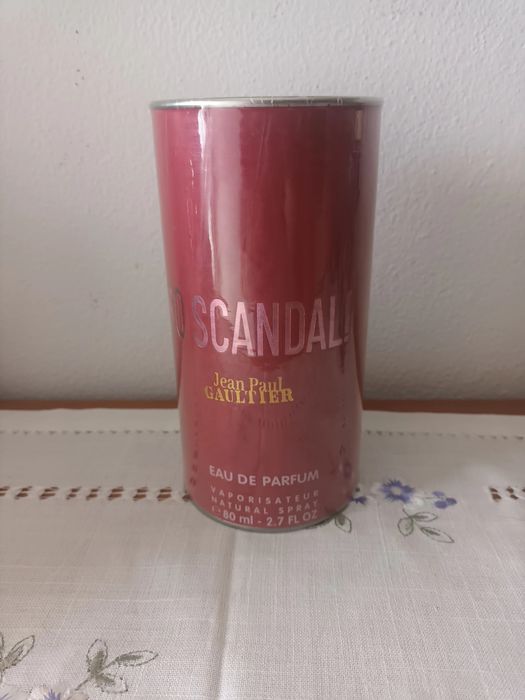 O SCANDAL!
Jean Paul
GAULTIER
EAU DE PARFUM
VAPORISATEUR
NATURAL SPRAY
80 ml - 2.7 FL OZ